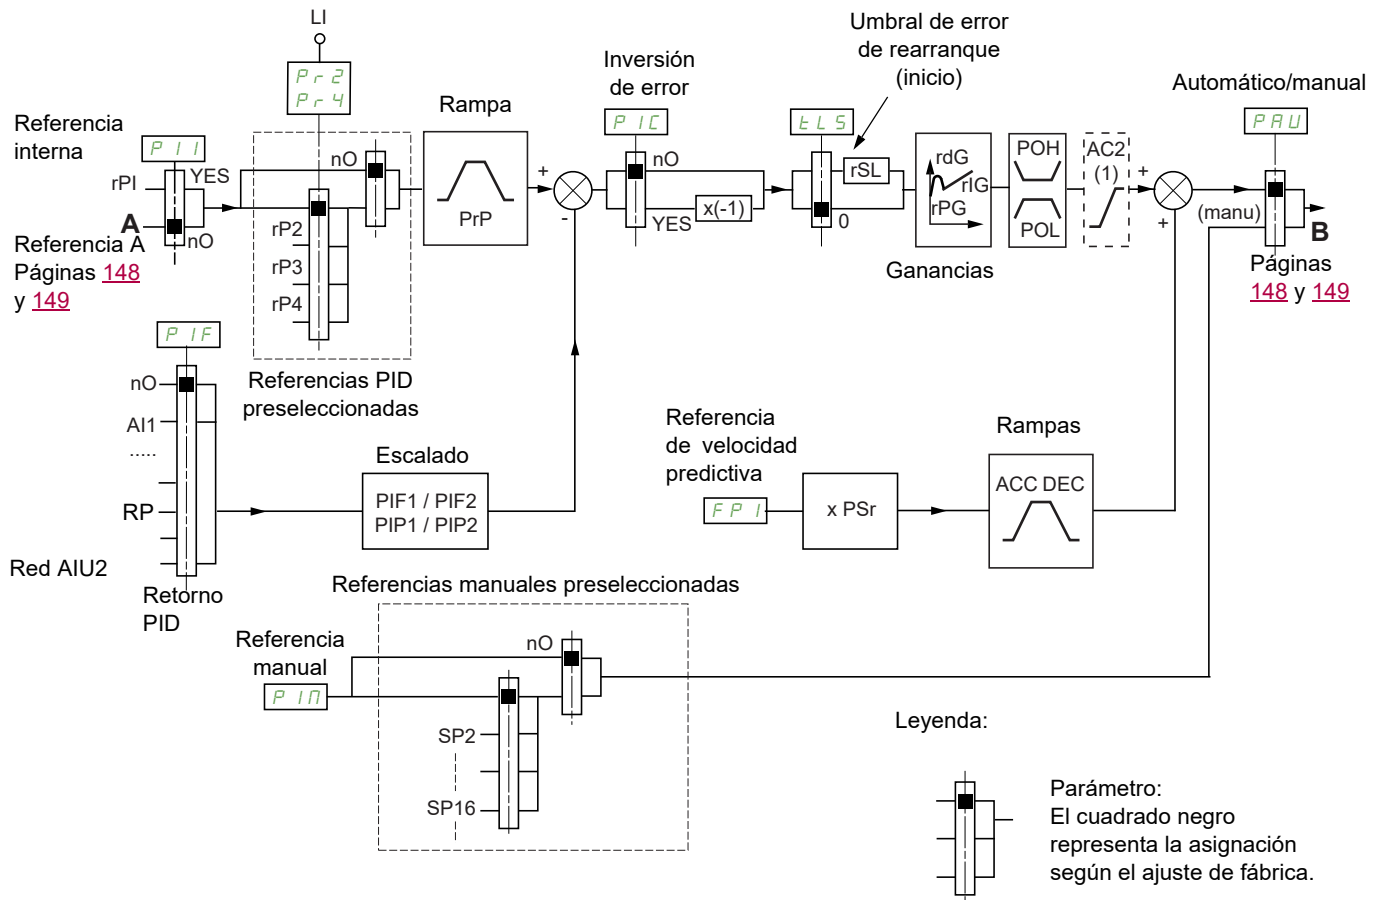 LI
Pr2
Pr4
Umbral de error
de rearranque
(inicio)
Inversión
de error
Automático/manual
Rampa
Referencia
interna
PII
PIC
tLS
PAU
rPI
YES
nO
A
Referencia A
Páginas 148
y 149
nO
rP2
rP3
rP4
PrP
+
-
nO
YES
x(-1)
rSL
0
rdG
rIG
rPG
Ganancias
POH
POL
AC2
(1)
+
+
(manu)
B
Páginas
148 y 149
PIF
nO
AI1
.....
RP
Red AIU2
Retorno
PID
Referencias PID
preseleccionadas
Escalado
PIF1 / PIF2
PIP1 / PIP2
Referencia
de velocidad
predictiva
FPI
x PSr
Rampas
ACC DEC
Referencias manuales preseleccionadas
Referencia
manual
PIM
nO
SP2
SP16
Leyenda:
Parámetro:
El cuadrado negro
representa la asignación
según el ajuste de fábrica.